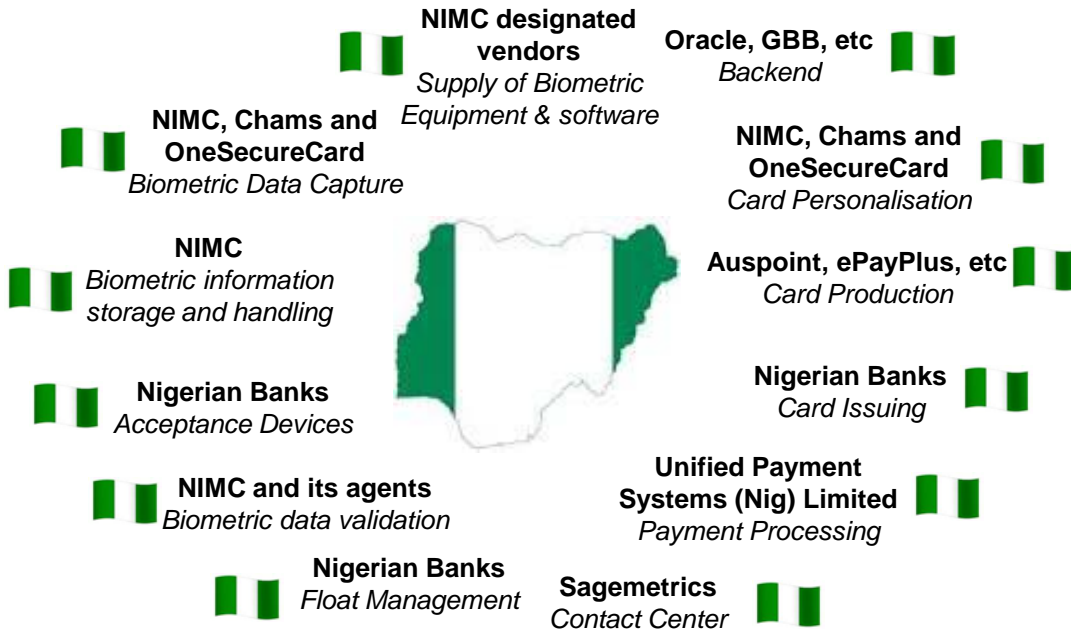 NIMC designated
vendors
Supply of Biometric
Equipment & software
Oracle, GBB, etc
Backend
NIMC, Chams and
OneSecureCard
Biometric Data Capture
NIMC, Chams and
OneSecureCard
Card Personalisation
NIMC
Biometric information
storage and handling
Auspoint, ePayPlus, etc
Card Production
Nigerian Banks
Acceptance Devices
Nigerian Banks
Card Issuing
NIMC and its agents
Biometric data validation
Unified Payment
Systems (Nig) Limited
Payment Processing
Nigerian Banks
Float Management
Sagemetrics
Contact Center